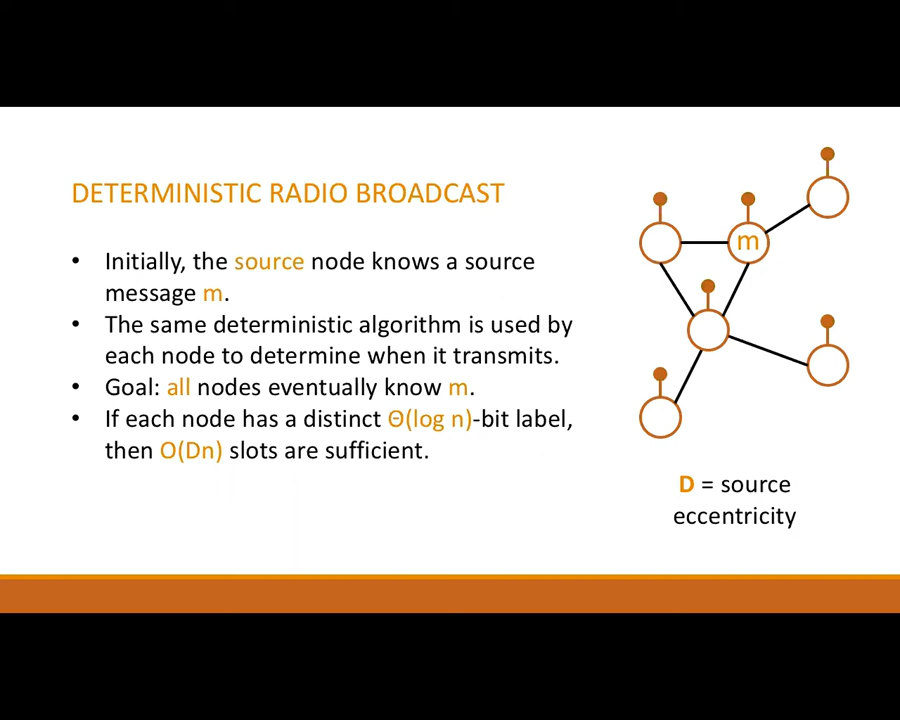 DETERMINISTIC RADIO BROADCAST
• Initially, the source node knows a source
message m.
• The same deterministic algorithm is used by
each node to determine when it transmits.
• Goal: all nodes eventually know m.
• If each node has a distinct Θ(log n)-bit label,
then O(Dn) slots are sufficient.
m
D = source
eccentricity